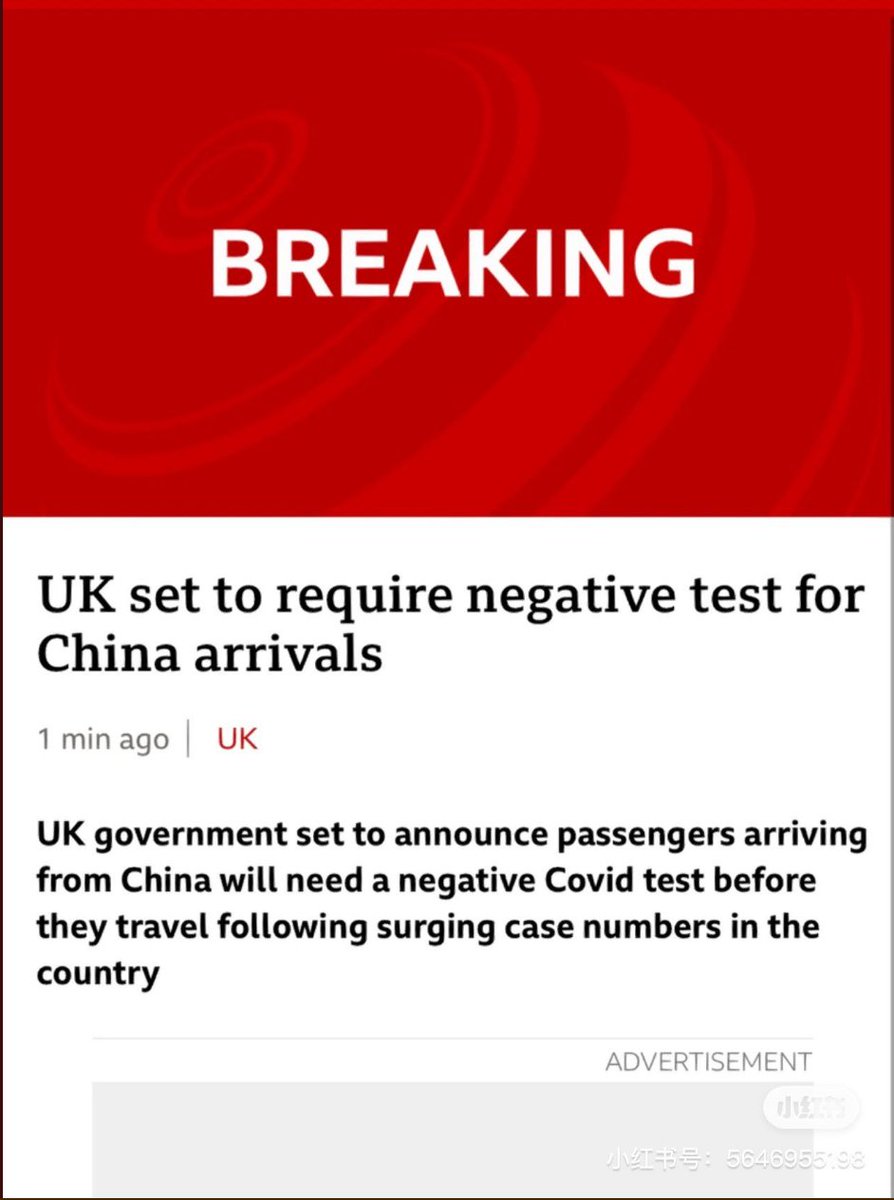 BREAKING
UK set to require negative test for
China arrivals
1 min ago | UK
UK government set to announce passengers arriving
from China will need a negative Covid test before
they travel following surging case numbers in the
country
ADVERTISEMENT
小红书
小红书号：5646955198